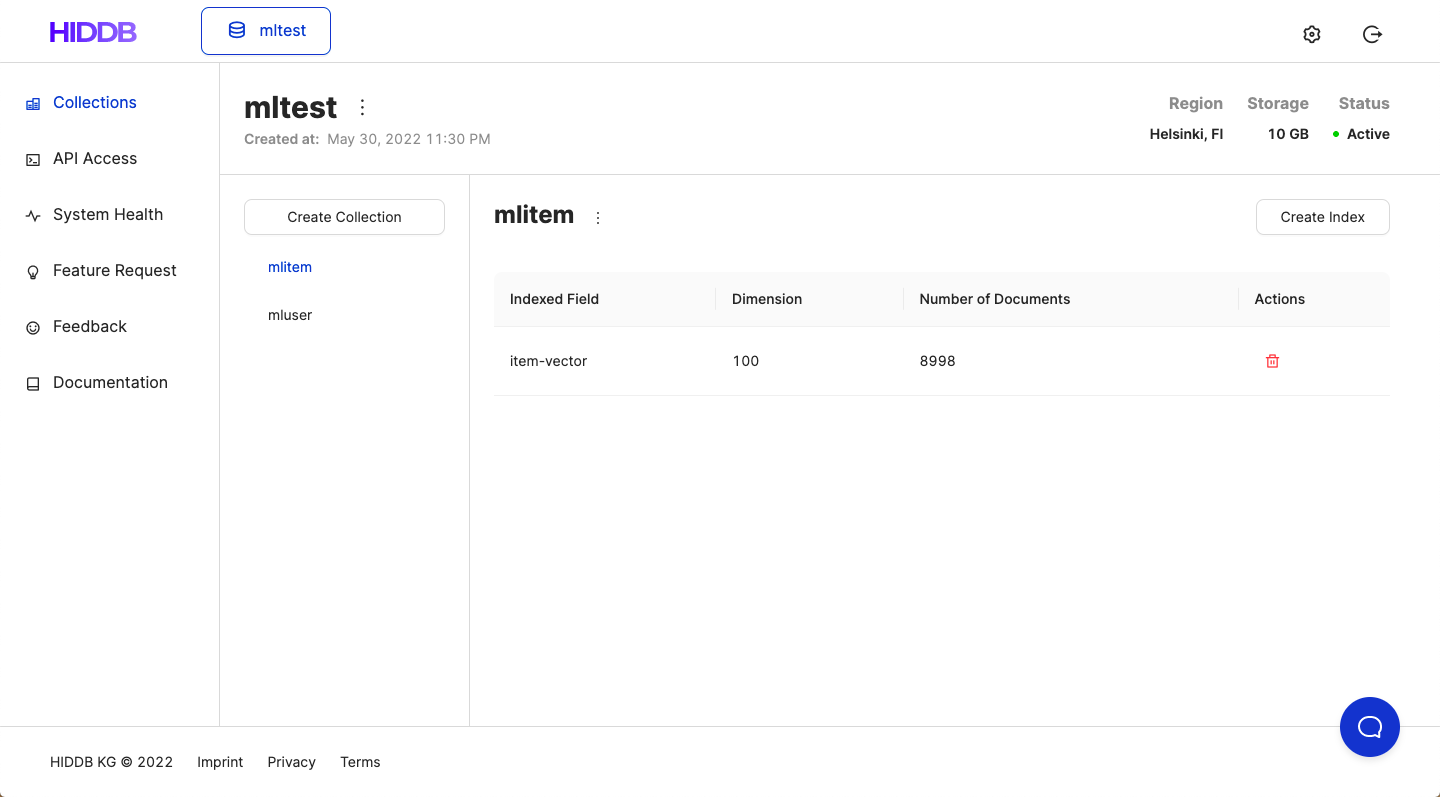 HIDDB
mltest
Collections
API Access
System Health
Feature Request
Feedback
Documentation
mltest
Created at: May 30, 2022 11:30 PM
Region Storage Status
Helsinki, FI 10 GB Active
Create Collection
mlitem
mluser
mlitem
Create Index
Indexed Field Dimension Number of Documents Actions
item-vector 100 8998
HIDDB KG © 2022 Imprint Privacy Terms